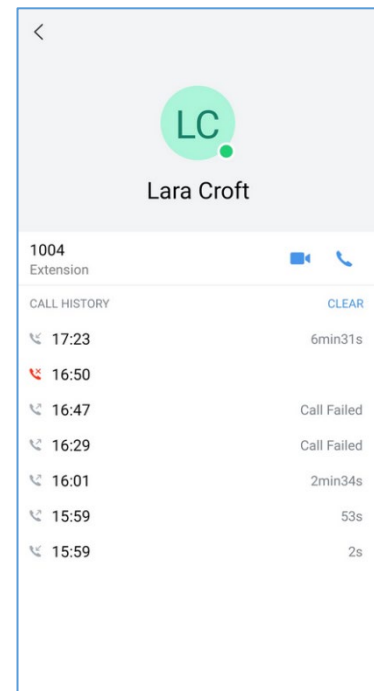 LC
Lara Croft
1004
Extension
CALL HISTORY CLEAR
17:23 6min31s
16:50
16:47 Call Failed
16:29 Call Failed
16:01 2min34s
15:59 53s
15:59 2s